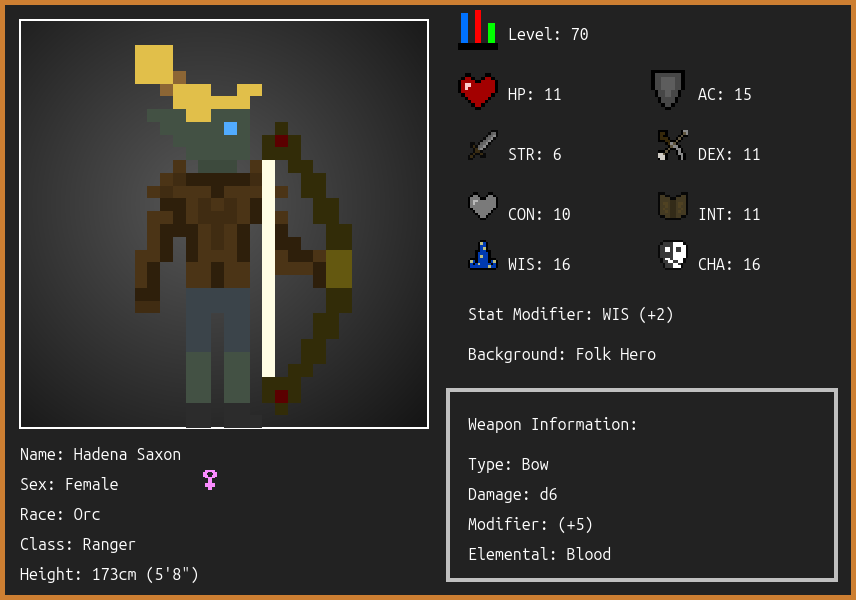 Level: 70
HP: 11
AC: 15
STR: 6
DEX: 11
CON: 10
INT: 11
WIS: 16
CHA: 16
Stat Modifier: WIS (+2)
Background: Folk Hero
Weapon Information:
Type: Bow
Damage: d6
Modifier: (+5)
Elemental: Blood
Name: Hadena Saxon
Sex: Female
Race: Orc
Class: Ranger
Height: 173cm (5'8")